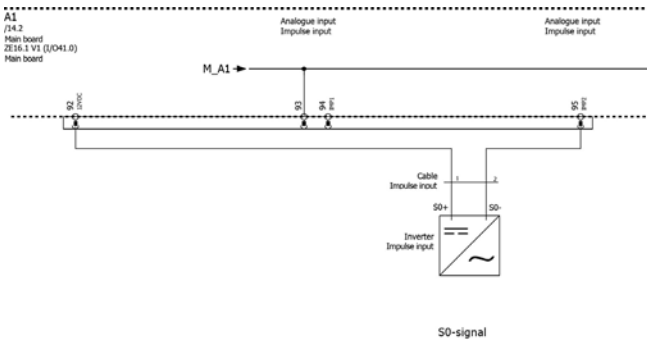 A1
/14.2
Main board
ZE16.1 V1 (I/O41.0)
Main board
Analogue input
Impulse input
Analogue input
Impulse input
M_A1
92
12VDC
93
94
IMP1
95
IMP2
Cable
Impulse input
1
2
S0+
S0-
Inverter
Impulse input
S0-signal